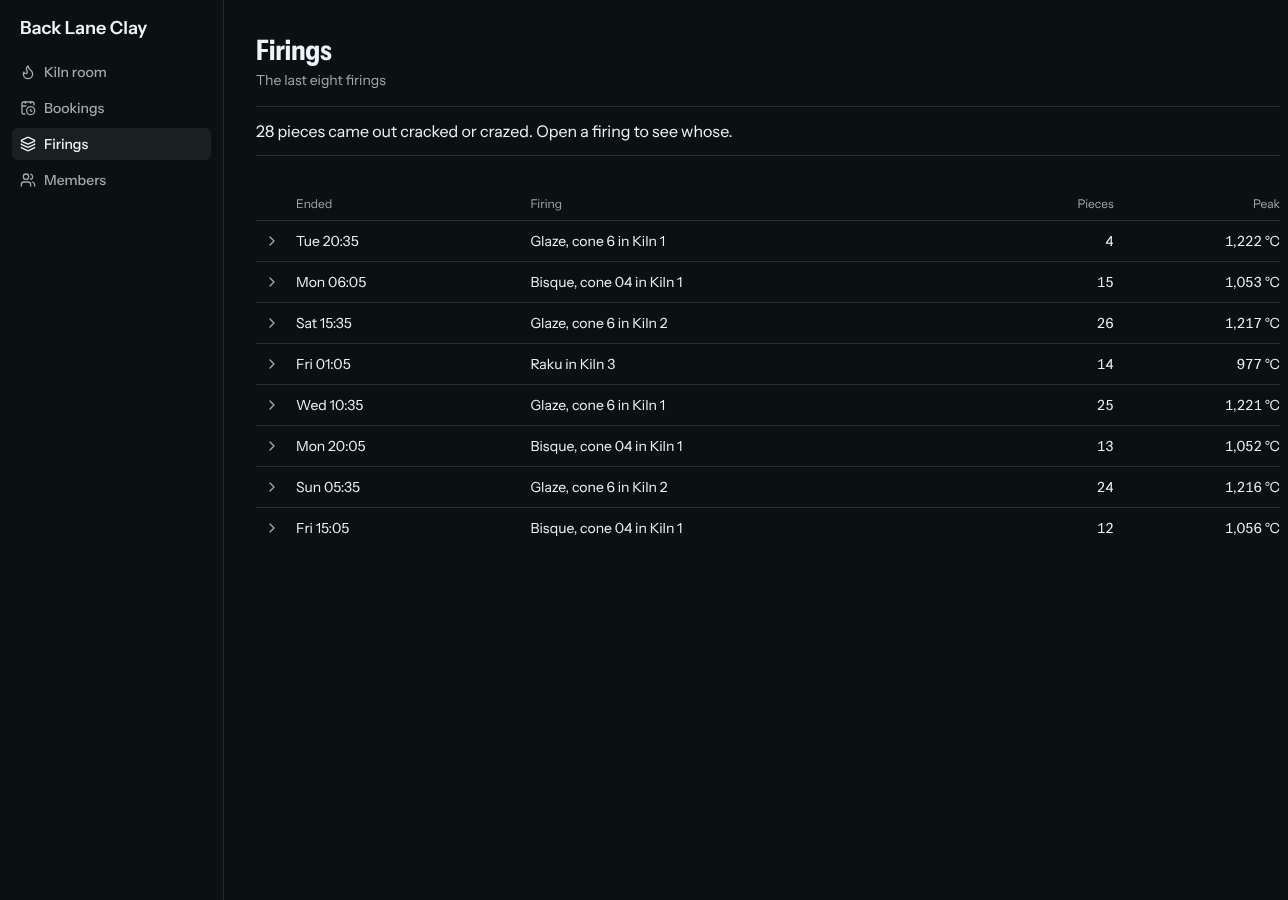 Back Lane Clay
Kiln room
Bookings
Firings
Members
Firings
The last eight firings
28 pieces came out cracked or crazed. Open a firing to see whose.
Ended Firing Pieces Peak
Tue 20:35 Glaze, cone 6 in Kiln 1 4 1,222 °C
Mon 06:05 Bisque, cone 04 in Kiln 1 15 1,053 °C
Sat 15:35 Glaze, cone 6 in Kiln 2 26 1,217 °C
Fri 01:05 Raku in Kiln 3 14 977 °C
Wed 10:35 Glaze, cone 6 in Kiln 1 25 1,221 °C
Mon 20:05 Bisque, cone 04 in Kiln 1 13 1,052 °C
Sun 05:35 Glaze, cone 6 in Kiln 2 24 1,216 °C
Fri 15:05 Bisque, cone 04 in Kiln 1 12 1,056 °C